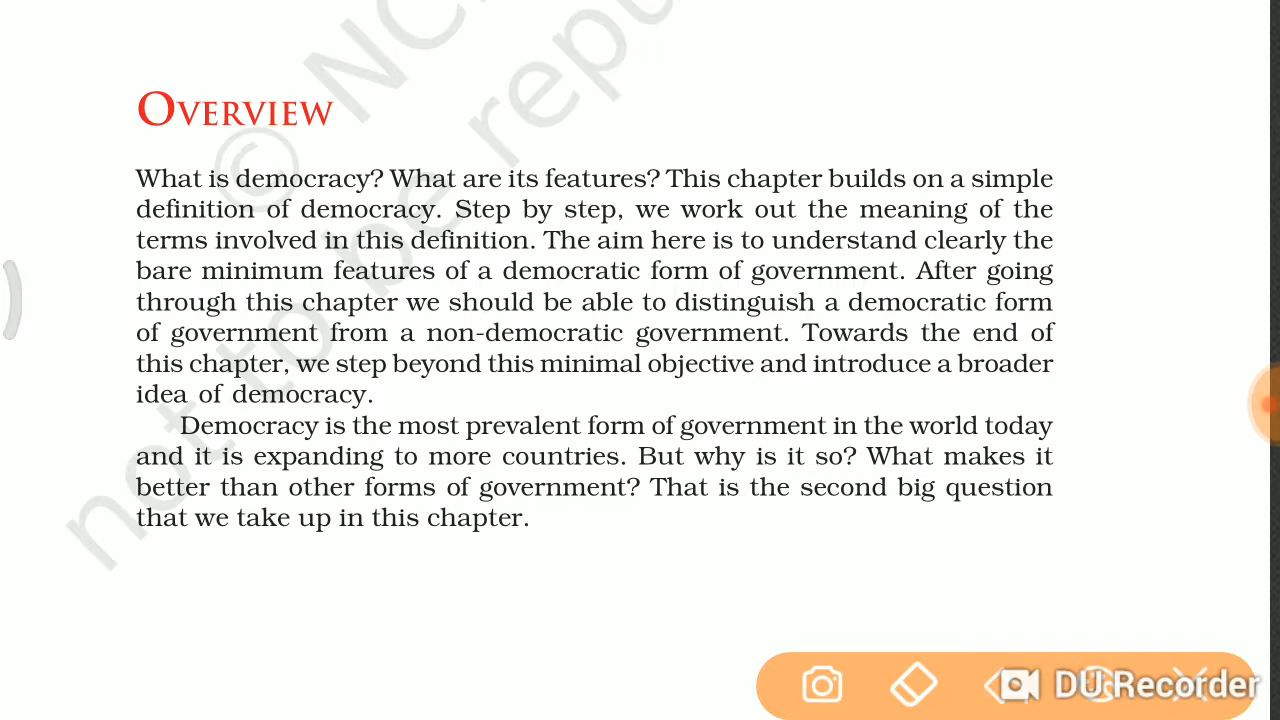 OVERVIEW
What is democracy? What are its features? This chapter builds on a simple
definition of democracy. Step by step, we work out the meaning of the
terms involved in this definition. The aim here is to understand clearly the
bare minimum features of a democratic form of government. After going
through this chapter we should be able to distinguish a democratic form
of government from a non-democratic government. Towards the end of
this chapter, we step beyond this minimal objective and introduce a broader
idea of democracy.
Democracy is the most prevalent form of government in the world today
and it is expanding to more countries. But why is it so? What makes it
better than other forms of government? That is the second big question
that we take up in this chapter.
© NC
not to be repu
DU Recorder